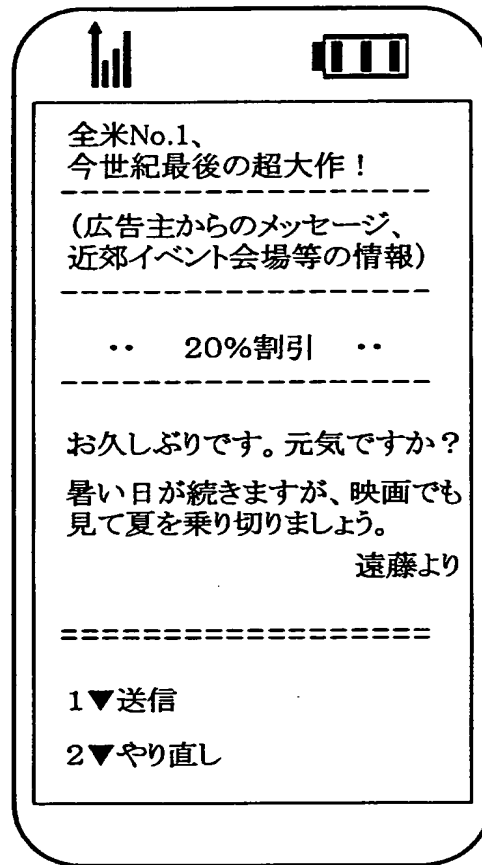 全米No.1、
今世紀最後の超大作！
(広告主からのメッセージ、
近郊イベント会場等の情報)
・・ 20%割引 ・・
お久しぶりです。元気ですか？
暑い日が続きますが、映画でも
見て夏を乗り切りましょう。
遠藤より
==================
1▼送信
2▼やり直し